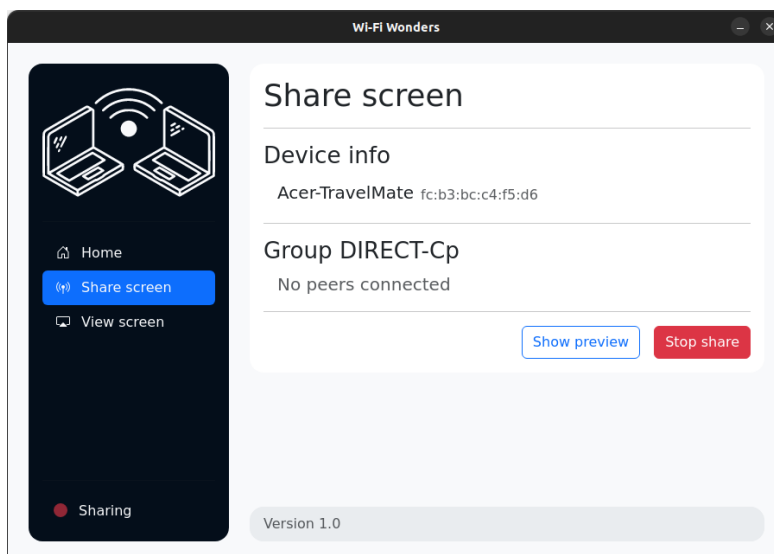 Wi-Fi Wonders
Home
Share screen
View screen
Sharing
Share screen
Device info
Acer-TravelMate fc:b3:bc:c4:f5:d6
Group DIRECT-Cp
No peers connected
Show preview Stop share
Version 1.0